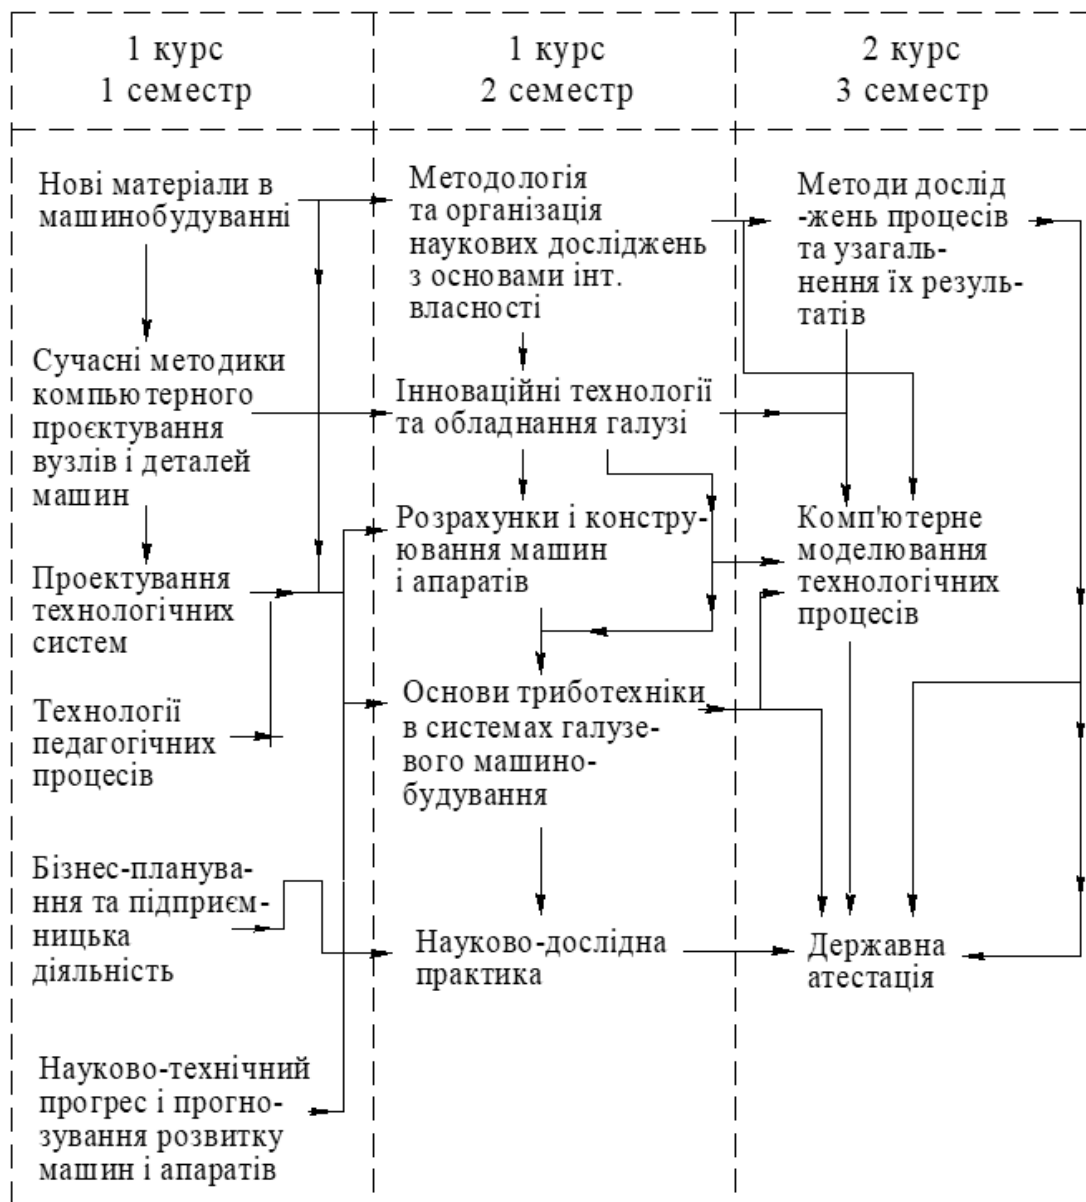 1 курс
1 семестр
1 курс
2 семестр
2 курс
3 семестр
Нові матеріали в
машинобудуванні
Сучасні методики
комп'ютерного
проєктування
вузлів і деталей
машин
Проектування
технологічних
систем
Технології
педагогічних
процесів
Бізнес-планува-
ння та підприєм-
ницька
діяльність
Науково-технічний
прогрес і прогно-
зування розвитку
машин і апаратів
Методологія
та організація
наукових досліджень
з основами інт.
власності
Інноваційні технології
та обладнання галузі
Розрахунки і констру-
ювання машин
і апаратів
Основи триботехніки
в системах галузе-
вого машино-
будування
Науково-дослідна
практика
Методи дослід
-жень процесів
та узагаль-
нення їх резуль-
татів
Комп'ютерне
моделювання
технологічних
процесів
Державна
атестація